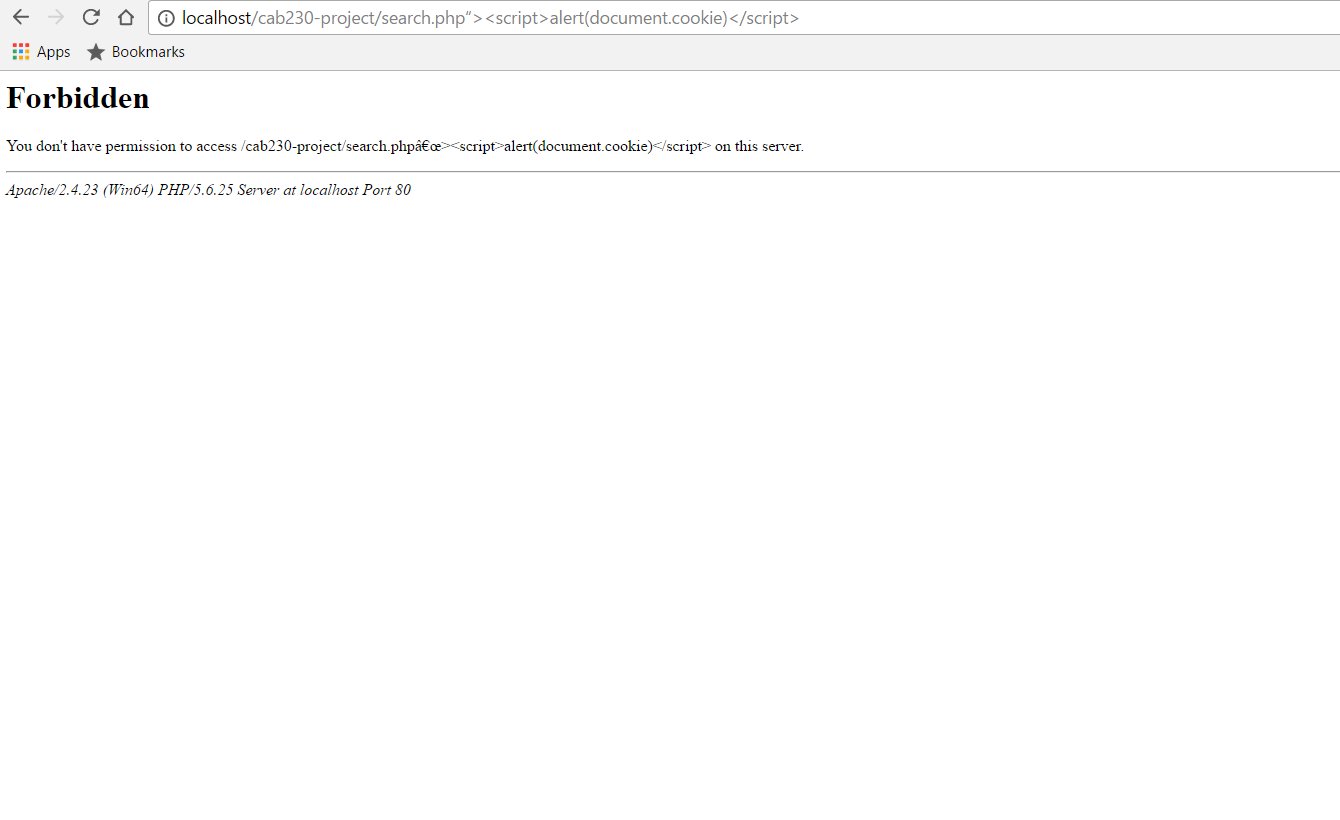 localhost/cab230-project/search.php“><script>alert(document.cookie)</script>
Apps Bookmarks
Forbidden
You don't have permission to access /cab230-project/search.phpâ€œ><script>alert(document.cookie)</script> on this server.
Apache/2.4.23 (Win64) PHP/5.6.25 Server at localhost Port 80